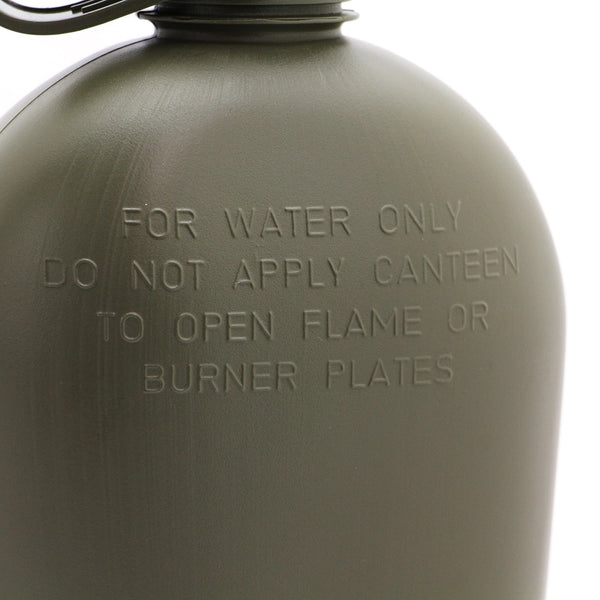 FOR WATER ONLY
DO NOT APPLY CANTEEN
TO OPEN FLAME OR
BURNER PLATES